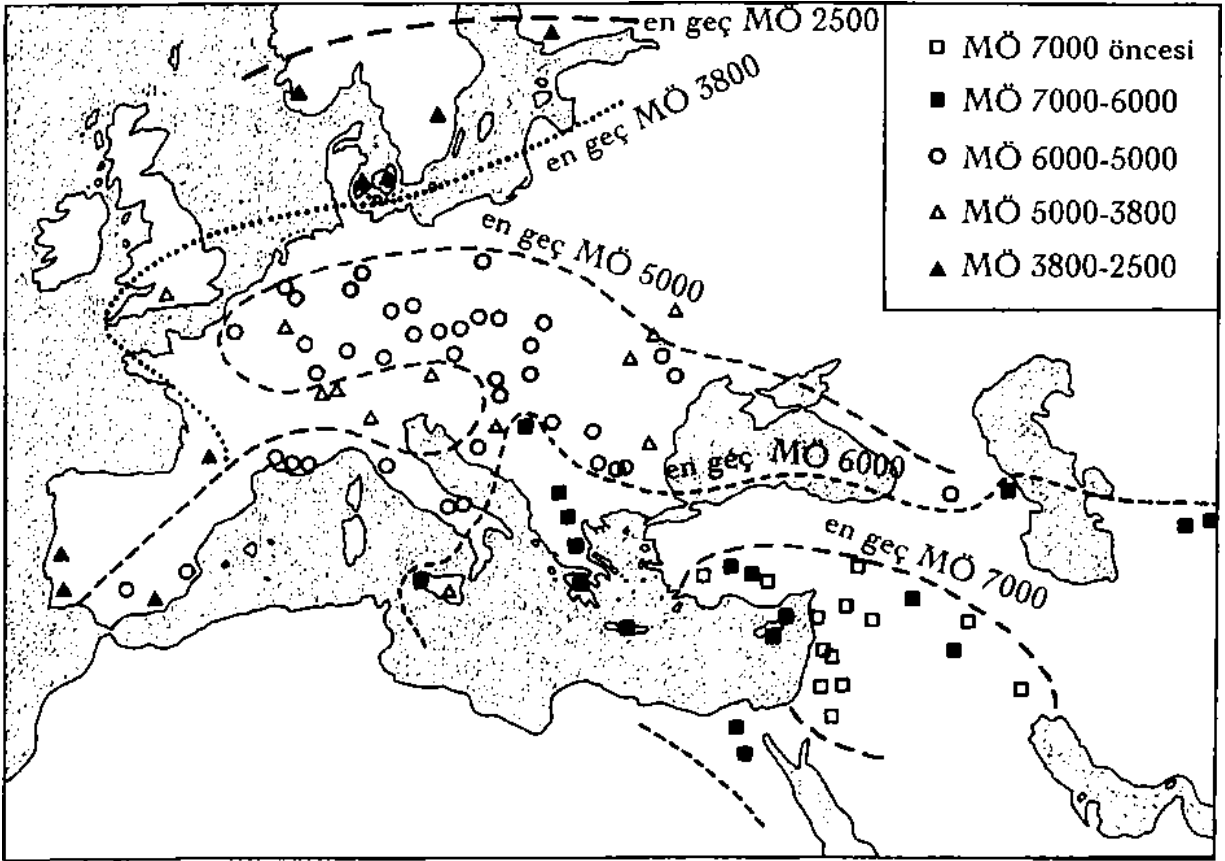 en geç MÖ 2500
en geç MÖ 3800
en geç MÖ 5000
en geç MÖ 6000
en geç MÖ 7000
□ MÖ 7000 öncesi
■ MÖ 7000-6000
○ MÖ 6000-5000
△ MÖ 5000-3800
▲ MÖ 3800-2500